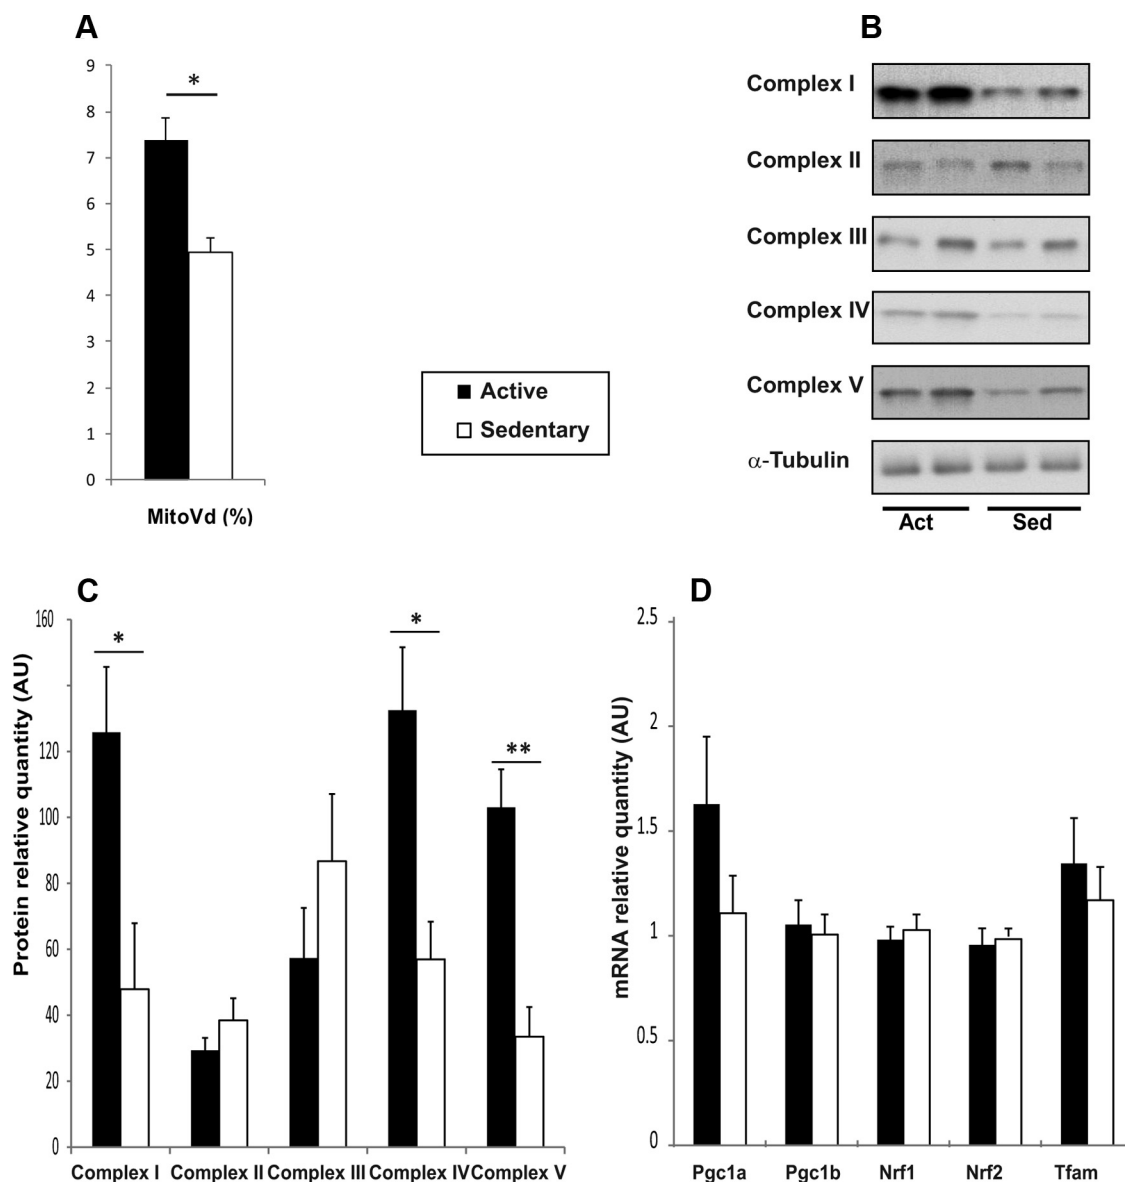 A
9
8
7
6
5
4
3
2
1
0
*
MitoVd (%)
Active
Sedentary
B
Complex I
Complex II
Complex III
Complex IV
Complex V
α-Tubulin
Act Sed
C
Protein relative quantity (AU)
160
120
100
80
60
40
20
0
*
*
**
Complex I Complex II Complex III Complex IV Complex V
D
mRNA relative quantity (AU)
2.5
2
1.5
1
0.5
0
Pgc1a Pgc1b Nrf1 Nrf2 Tfam